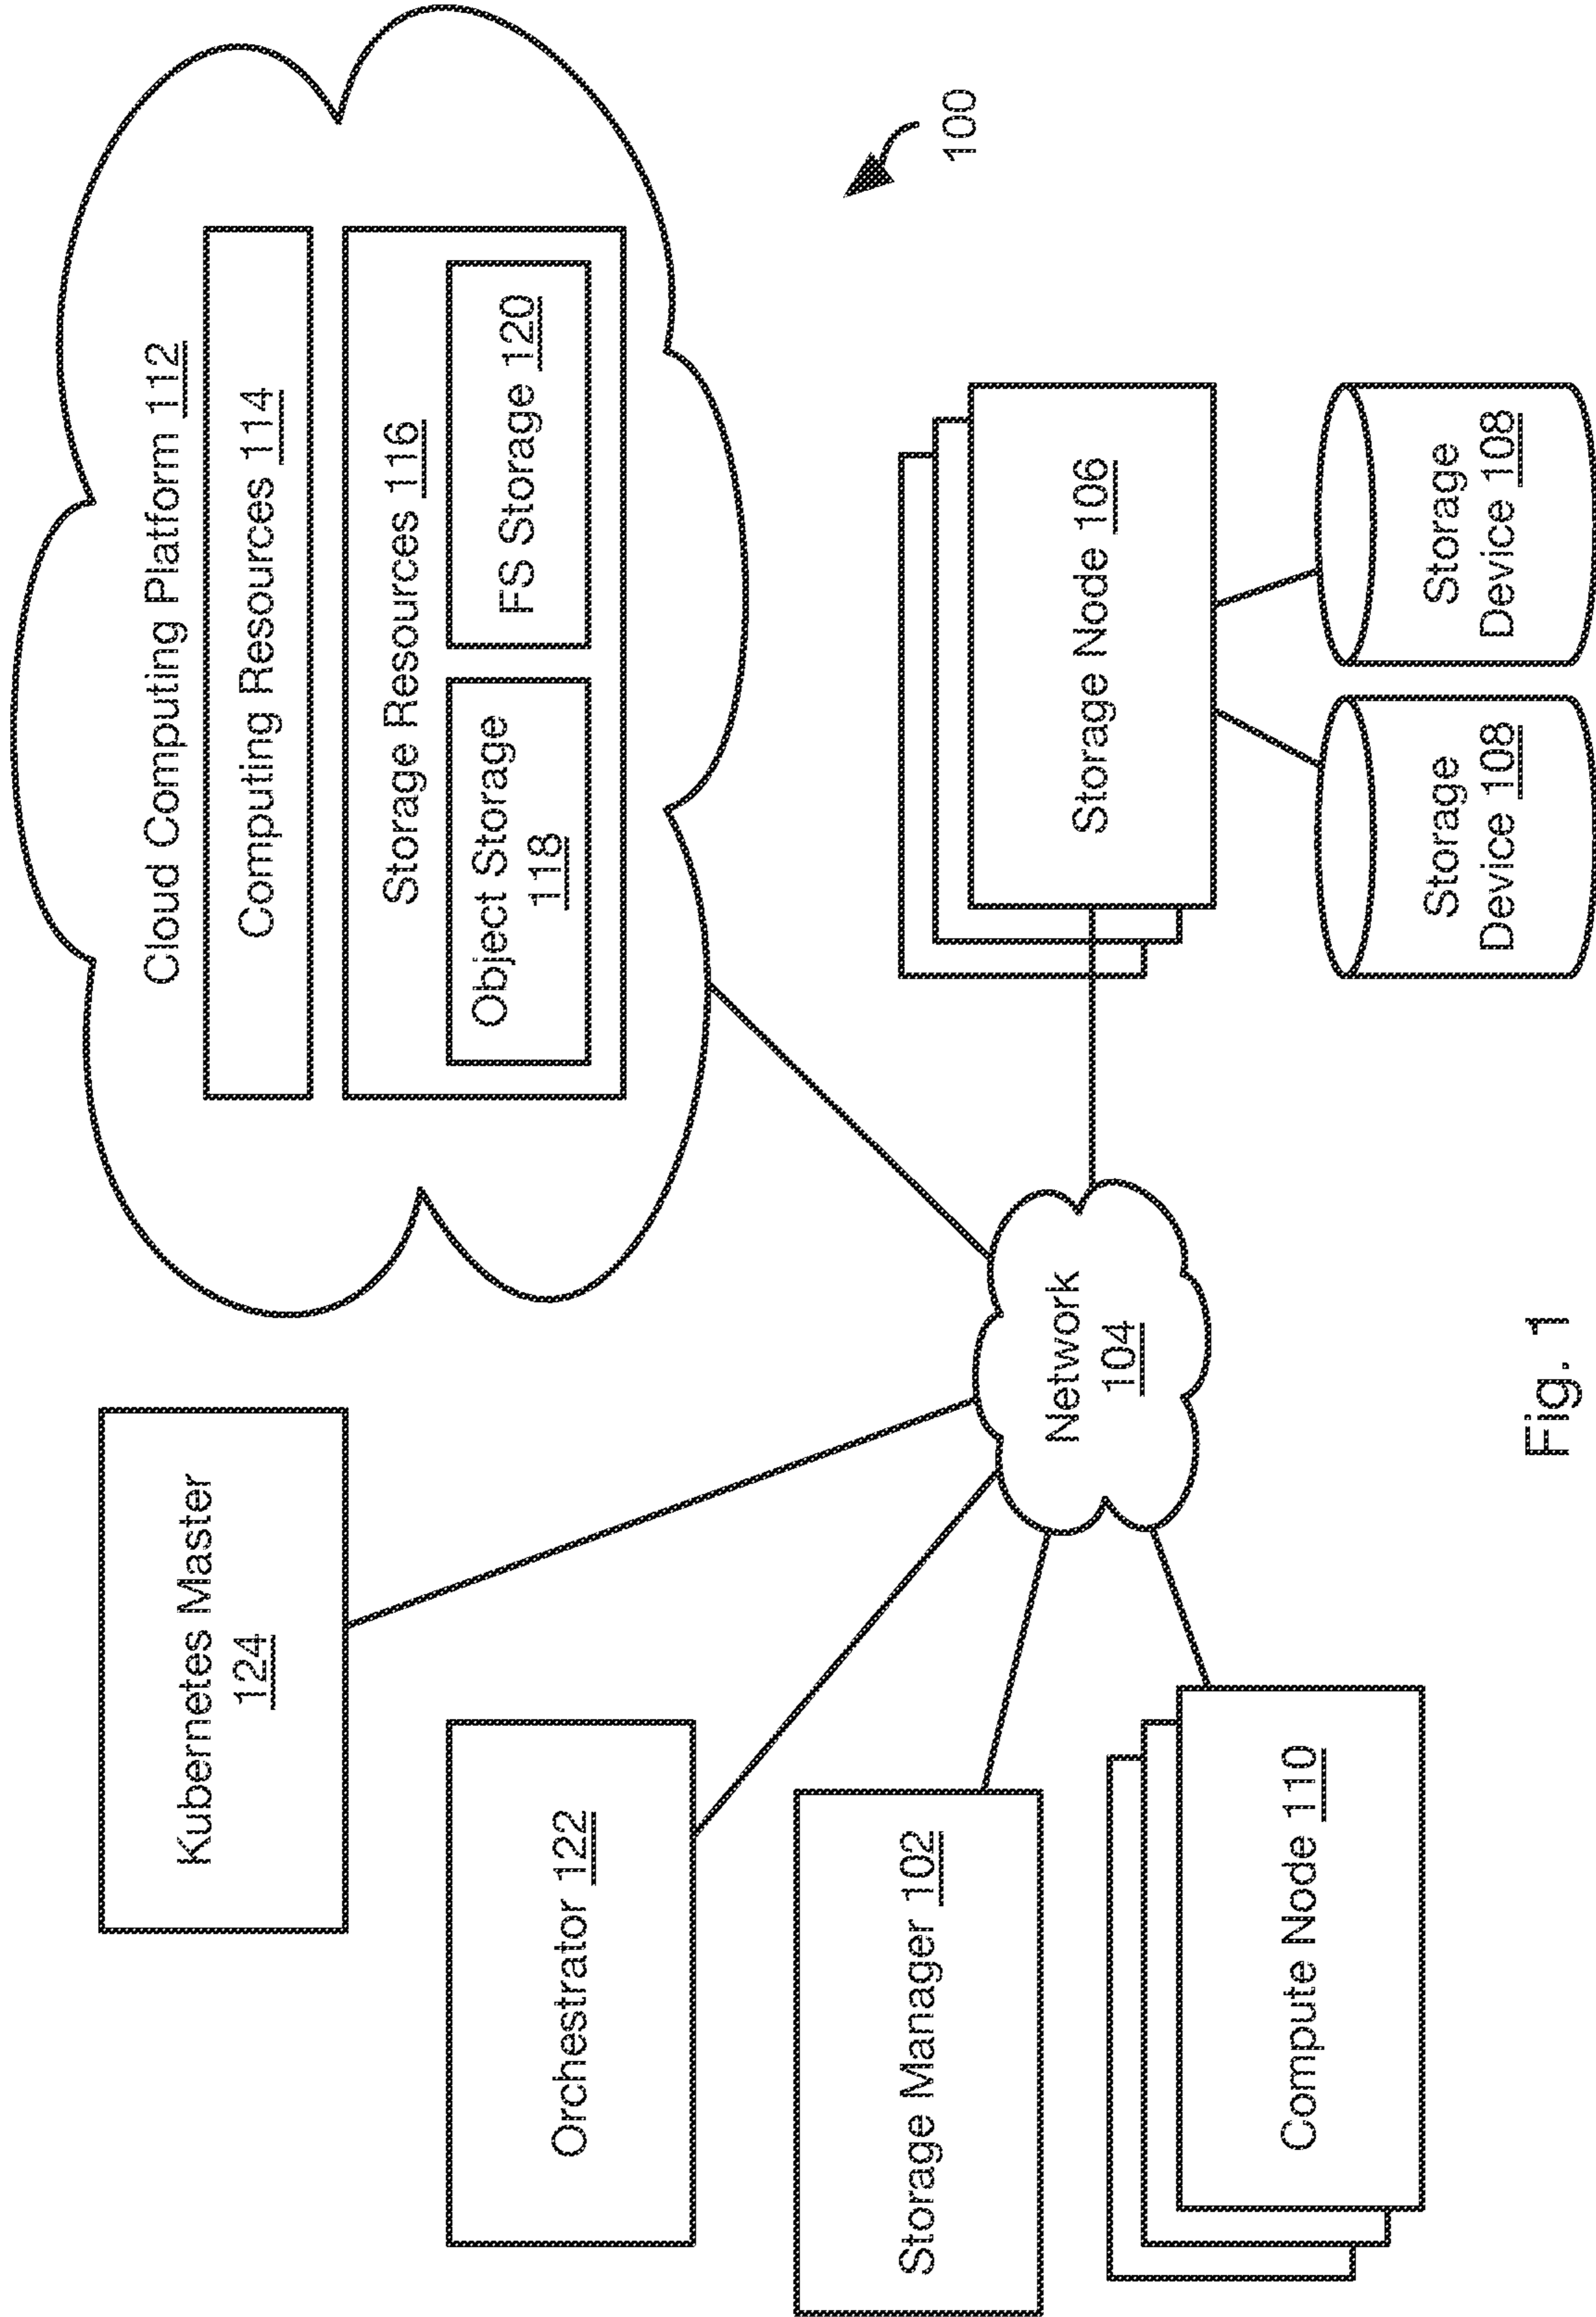 Kubernetes Master
124
Cloud Computing Platform 112
Computing Resources 114
Storage Resources 116
Object Storage
118
FS Storage 120
Orchestrator 122
Storage Manager 102
Network
104
100
Compute Node 110
Storage Node 106
Storage
Device 108
Storage
Device 108
Fig. 1